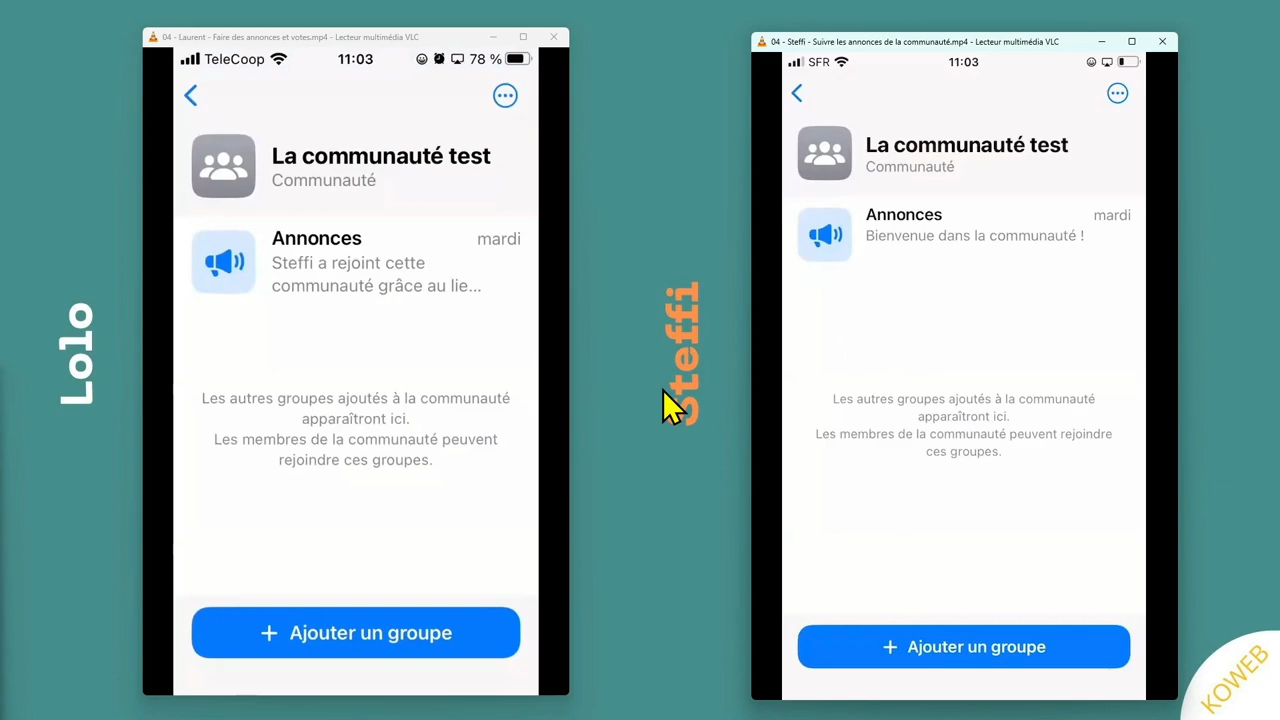 04 - Laurent - Faire des annonces et votes.mp4 - Lecteur multimédia VLC
TeleCoop 11:03 78 %
La communauté test
Communauté
Annonces mardi
Steffi a rejoint cette
communauté grâce au lie...
Les autres groupes ajoutés à la communauté
apparaîtront ici.
Les membres de la communauté peuvent
rejoindre ces groupes.
+ Ajouter un groupe
Lolo
Steffi
04 - Steffi - Suivre les annonces de la communauté.mp4 - Lecteur multimédia VLC
SFR 11:03
La communauté test
Communauté
Annonces mardi
Bienvenue dans la communauté !
Les autres groupes ajoutés à la communauté
apparaîtront ici.
Les membres de la communauté peuvent rejoindre
ces groupes.
+ Ajouter un groupe
KOWEB